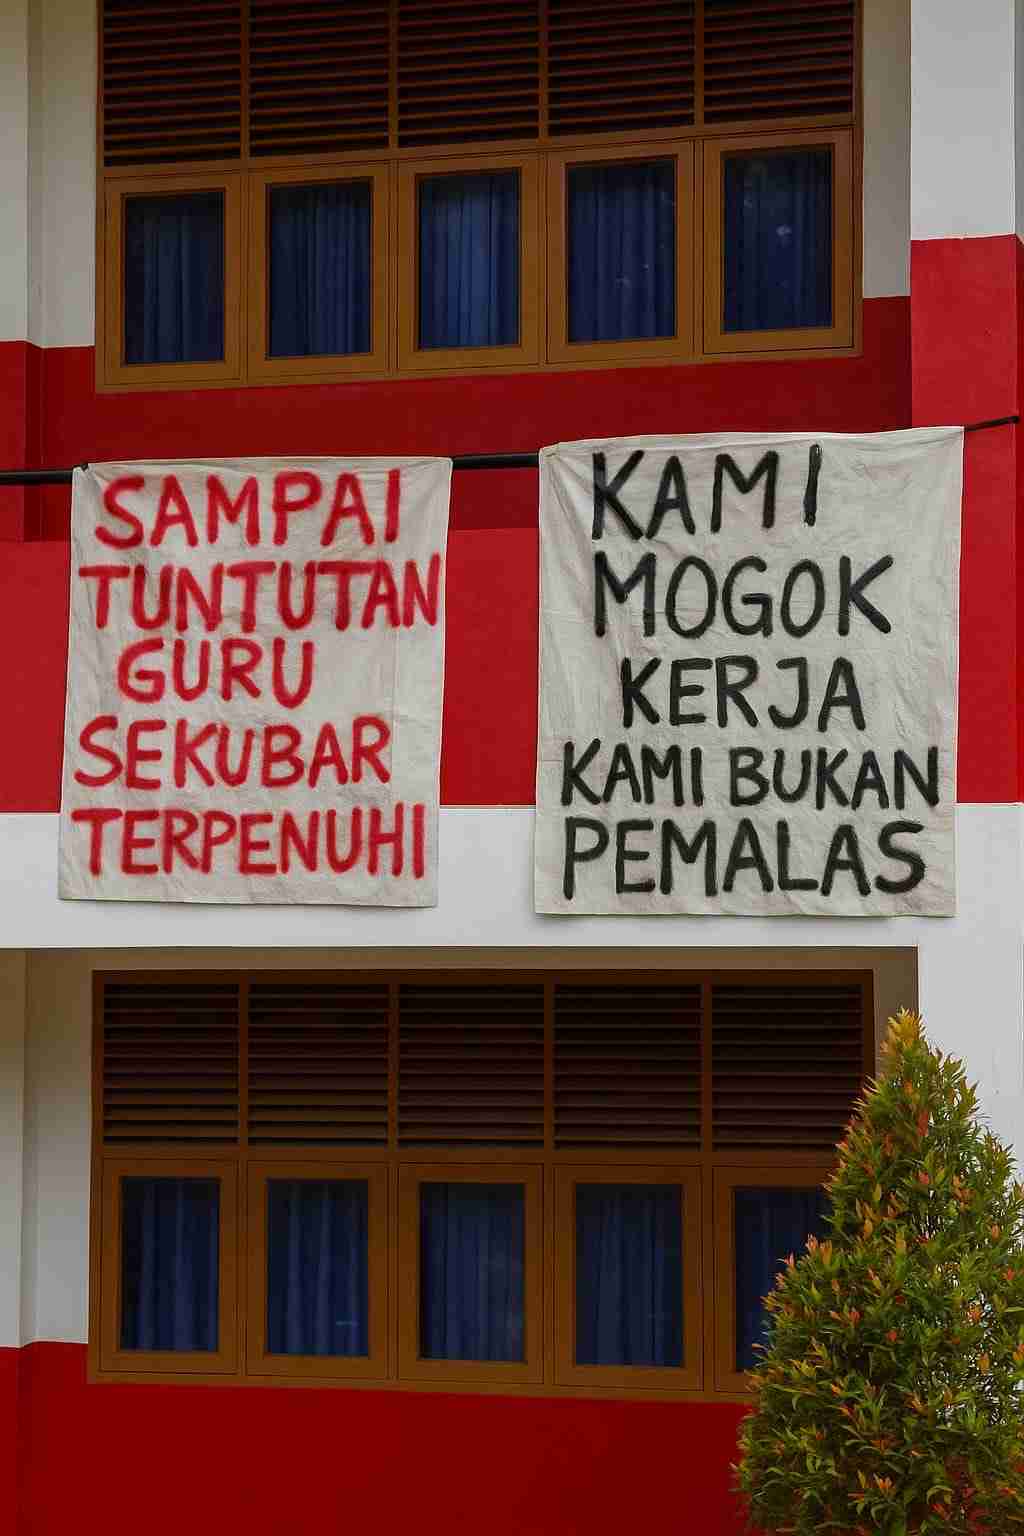 SAMPAI
TUNTUTAN
GURU
SEKUBAR
TERPENUHI
KAMI
MOGOK
KERJA
KAMI BUKAN
PEMALAS